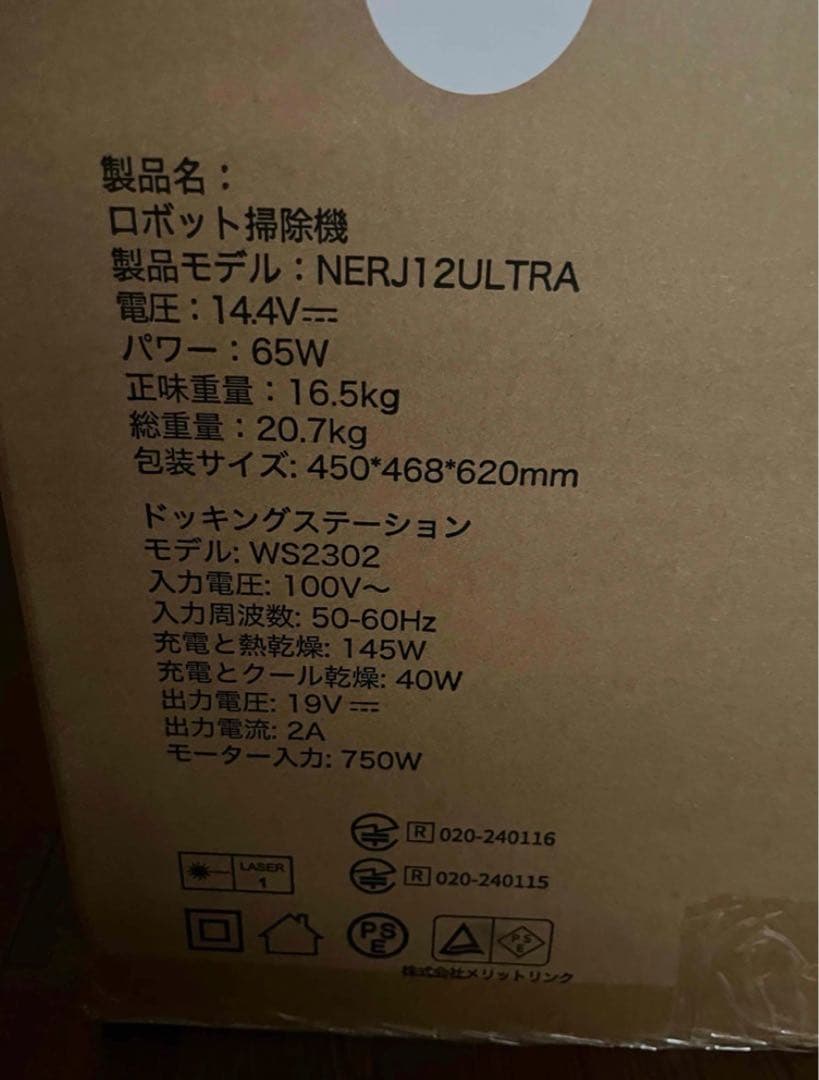 製品名：
ロボット掃除機
製品モデル：NERJ12ULTRA
電圧：14.4V⎓
パワー：65W
正味重量：16.5kg
総重量：20.7kg
包装サイズ: 450*468*620mm
ドッキングステーション
モデル: WS2302
入力電圧: 100V～
入力周波数: 50-60Hz
充電と熱乾燥: 145W
充電とクール乾燥: 40W
出力電圧: 19V⎓
出力電流: 2A
モーター入力: 750W
R 020-240116
R 020-240115
LASER
1
PSE
PSE
株式会社メリットリンク